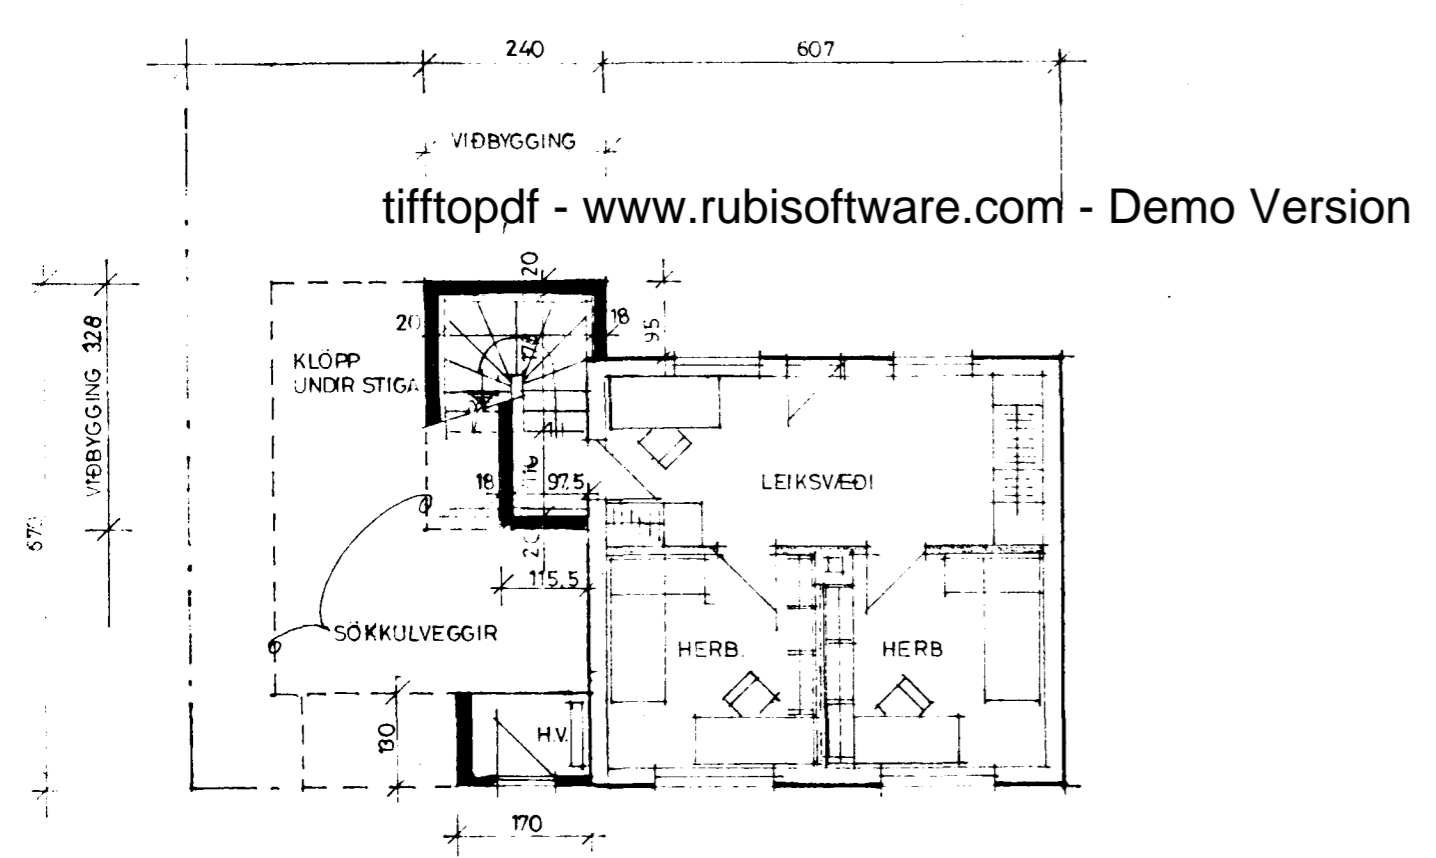 240
607
VIÐBYGGING
tifftopdf - www.rubisoftware.com - Demo Version
20
20
18
95
VIÐBYGGING 328
KLÖPP
UNDIR STIGA
LEIKSVÆÐI
18
97.5
670
115.5
SÖKKULVEGGIR
HERB.
HERB
130
H.V.
170